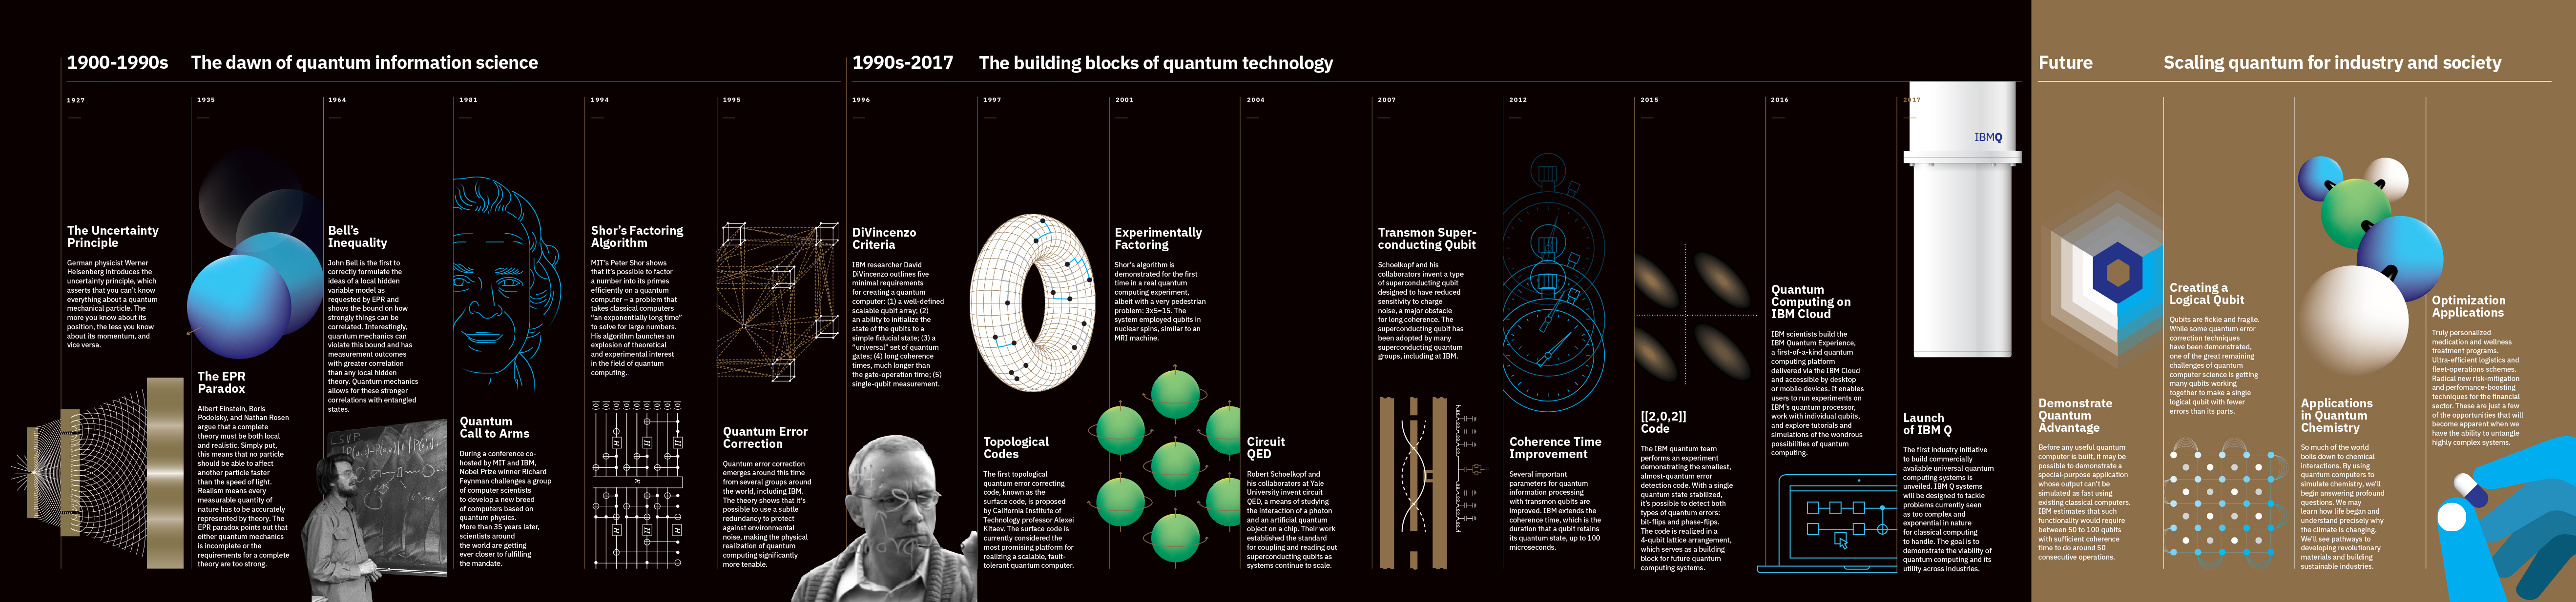 1900-1990s
The dawn of quantum information science
1990s-2017
The building blocks of quantum technology
Future
Scaling quantum for industry and society
1927
The Uncertainty
Principle
German physicist Werner
Heisenberg introduces the
uncertainty principle, which
asserts that you can't know
everything about a quantum
mechanical particle. The
more you know about its
position, the less you know
about its momentum, and
vice versa.
1935
The EPR
Paradox
Albert Einstein, Boris
Podolsky, and Nathan Rosen
argue that a complete
theory must be both local
and realistic. Simply put,
this means that no particle
should be able to affect
another particle faster
than the speed of light.
Realism means every
measurable quantity of
nature has to be accurately
represented by theory. The
EPR paradox points out that
either quantum mechanics
is incomplete or the
requirements for a complete
theory are too strong.
1964
Bell's
Inequality
John Bell is the first to
correctly formulate the
ideas of a local hidden
variable model as
requested by EPR and
shows the bound on how
strongly things can be
correlated. Interestingly,
quantum mechanics can
violate this bound and has
measurement outcomes
with greater correlation
than any local hidden
theory. Quantum mechanics
allows for these stronger
correlations with entangled
states.
1981
Quantum
Call to Arms
During a conference co-
hosted by MIT and IBM,
Nobel Prize winner Richard
Feynman challenges a group
of computer scientists
to develop a new breed
of computers based on
quantum physics.
More than 35 years later,
scientists around
the world are getting
ever closer to fulfilling
the mandate.
1994
Shor's Factoring
Algorithm
MIT's Peter Shor shows
that it's possible to factor
a number into its primes
efficiently on a quantum
computer – a problem that
takes classical computers
"an exponentially long time"
to solve for large numbers.
His algorithm launches an
explosion of theoretical
and experimental interest
in the field of quantum
computing.
1995
Quantum Error
Correction
Quantum error correction
emerges around this time
from several groups around
the world, including IBM.
The theory shows that it's
possible to use a subtle
redundancy to protect
against environmental
noise, making the physical
realization of quantum
computing significantly
more tenable.
1996
DiVincenzo
Criteria
IBM researcher David
DiVincenzo outlines five
minimal requirements
for creating a quantum
computer: (1) a well-defined
scalable qubit array; (2)
an ability to initialize the
state of the qubits to a
simple fiducial state; (3) a
"universal" set of quantum
gates; (4) long coherence
times, much longer than
the gate-operation time; (5)
single-qubit measurement.
1997
Topological
Codes
The first topological
quantum error correcting
code, known as the
surface code, is proposed
by California Institute of
Technology professor Alexei
Kitaev. The surface code is
currently considered the
most promising platform for
realizing a scalable, fault-
tolerant quantum computer.
2001
Experimentally
Factoring
Shor's algorithm is
demonstrated for the first
time in a real quantum
computing experiment,
albeit with a very pedestrian
problem: 3x5=15. The
system employed qubits in
nuclear spins, similar to an
MRI machine.
2004
Circuit
QED
Robert Schoelkopf and
his collaborators at Yale
University invent circuit
QED, a means of studying
the interaction of a photon
and an artificial quantum
object on a chip. Their work
established the standard
for coupling and reading out
superconducting qubits as
systems continue to scale.
2007
Transmon Super-
conducting Qubit
Schoelkopf and his
collaborators invent a type
of superconducting qubit
designed to have reduced
sensitivity to charge
noise, a major obstacle
for long coherence. The
superconducting qubit has
been adopted by many
superconducting quantum
groups, including at IBM.
2012
Coherence Time
Improvement
Several important
parameters for quantum
information processing
with transmon qubits are
improved. IBM extends the
coherence time, which is the
duration that a qubit retains
its quantum state, up to 100
microseconds.
2015
[[2,0,2]]
Code
The IBM quantum team
performs an experiment
demonstrating the smallest,
almost-quantum error
detection code. With a single
quantum state stabilized,
it's possible to detect both
types of quantum errors:
bit-flips and phase-flips.
The code is realized in a
4-qubit lattice arrangement,
which serves as a building
block for future quantum
computing systems.
2016
Quantum
Computing on
IBM Cloud
IBM scientists build the
IBM Quantum Experience,
a first-of-a-kind quantum
computing platform
delivered via the IBM Cloud
and accessible by desktop
or mobile devices. It enables
users to run experiments on
IBM's quantum processor,
work with individual qubits,
and explore tutorials and
simulations of the wondrous
possibilities of quantum
computing.
2017
IBMQ
Launch
of IBM Q
The first industry initiative
to build commercially
available universal quantum
computing systems is
unveiled. IBM Q systems
will be designed to tackle
problems currently seen
as too complex and
exponential in nature
for classical computing
to handle. The goal is to
demonstrate the viability of
quantum computing and its
utility across industries.
Demonstrate
Quantum
Advantage
Before any useful quantum
computer is built, it may be
possible to demonstrate a
special-purpose application
whose output can't be
simulated as fast using
existing classical computers.
IBM estimates that such
functionality would require
between 50 to 100 qubits
with sufficient coherence
time to do around 50
consecutive operations.
Creating a
Logical Qubit
Qubits are fickle and fragile.
While some quantum error
correction techniques
have been demonstrated,
one of the great remaining
challenges of quantum
computer science is getting
many qubits working
together to make a single
logical qubit with fewer
errors than its parts.
Applications
in Quantum
Chemistry
So much of the world
boils down to chemical
interactions. By using
quantum computers to
simulate chemistry, we'll
begin answering profound
questions. We may
learn how life began and
understand precisely why
the climate is changing.
We'll see pathways to
developing revolutionary
materials and building
sustainable industries.
Optimization
Applications
Truly personalized
medication and wellness
treatment programs.
Ultra-efficient logistics and
fleet-operations schemes.
Radical new risk-mitigation
and perfomance-boosting
techniques for the financial
sector. These are just a few
of the opportunities that will
become apparent when we
have the ability to untangle
highly complex systems.